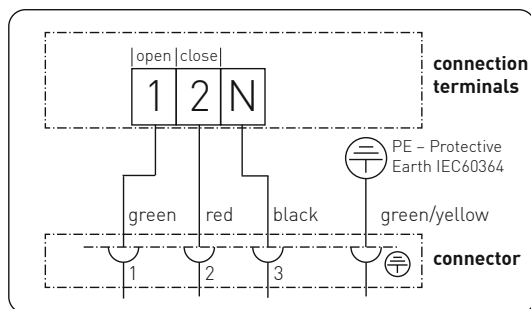 open close
connection
terminals
1 2 N
PE – Protective
Earth IEC60364
green red black green/yellow
connector
1 2 3